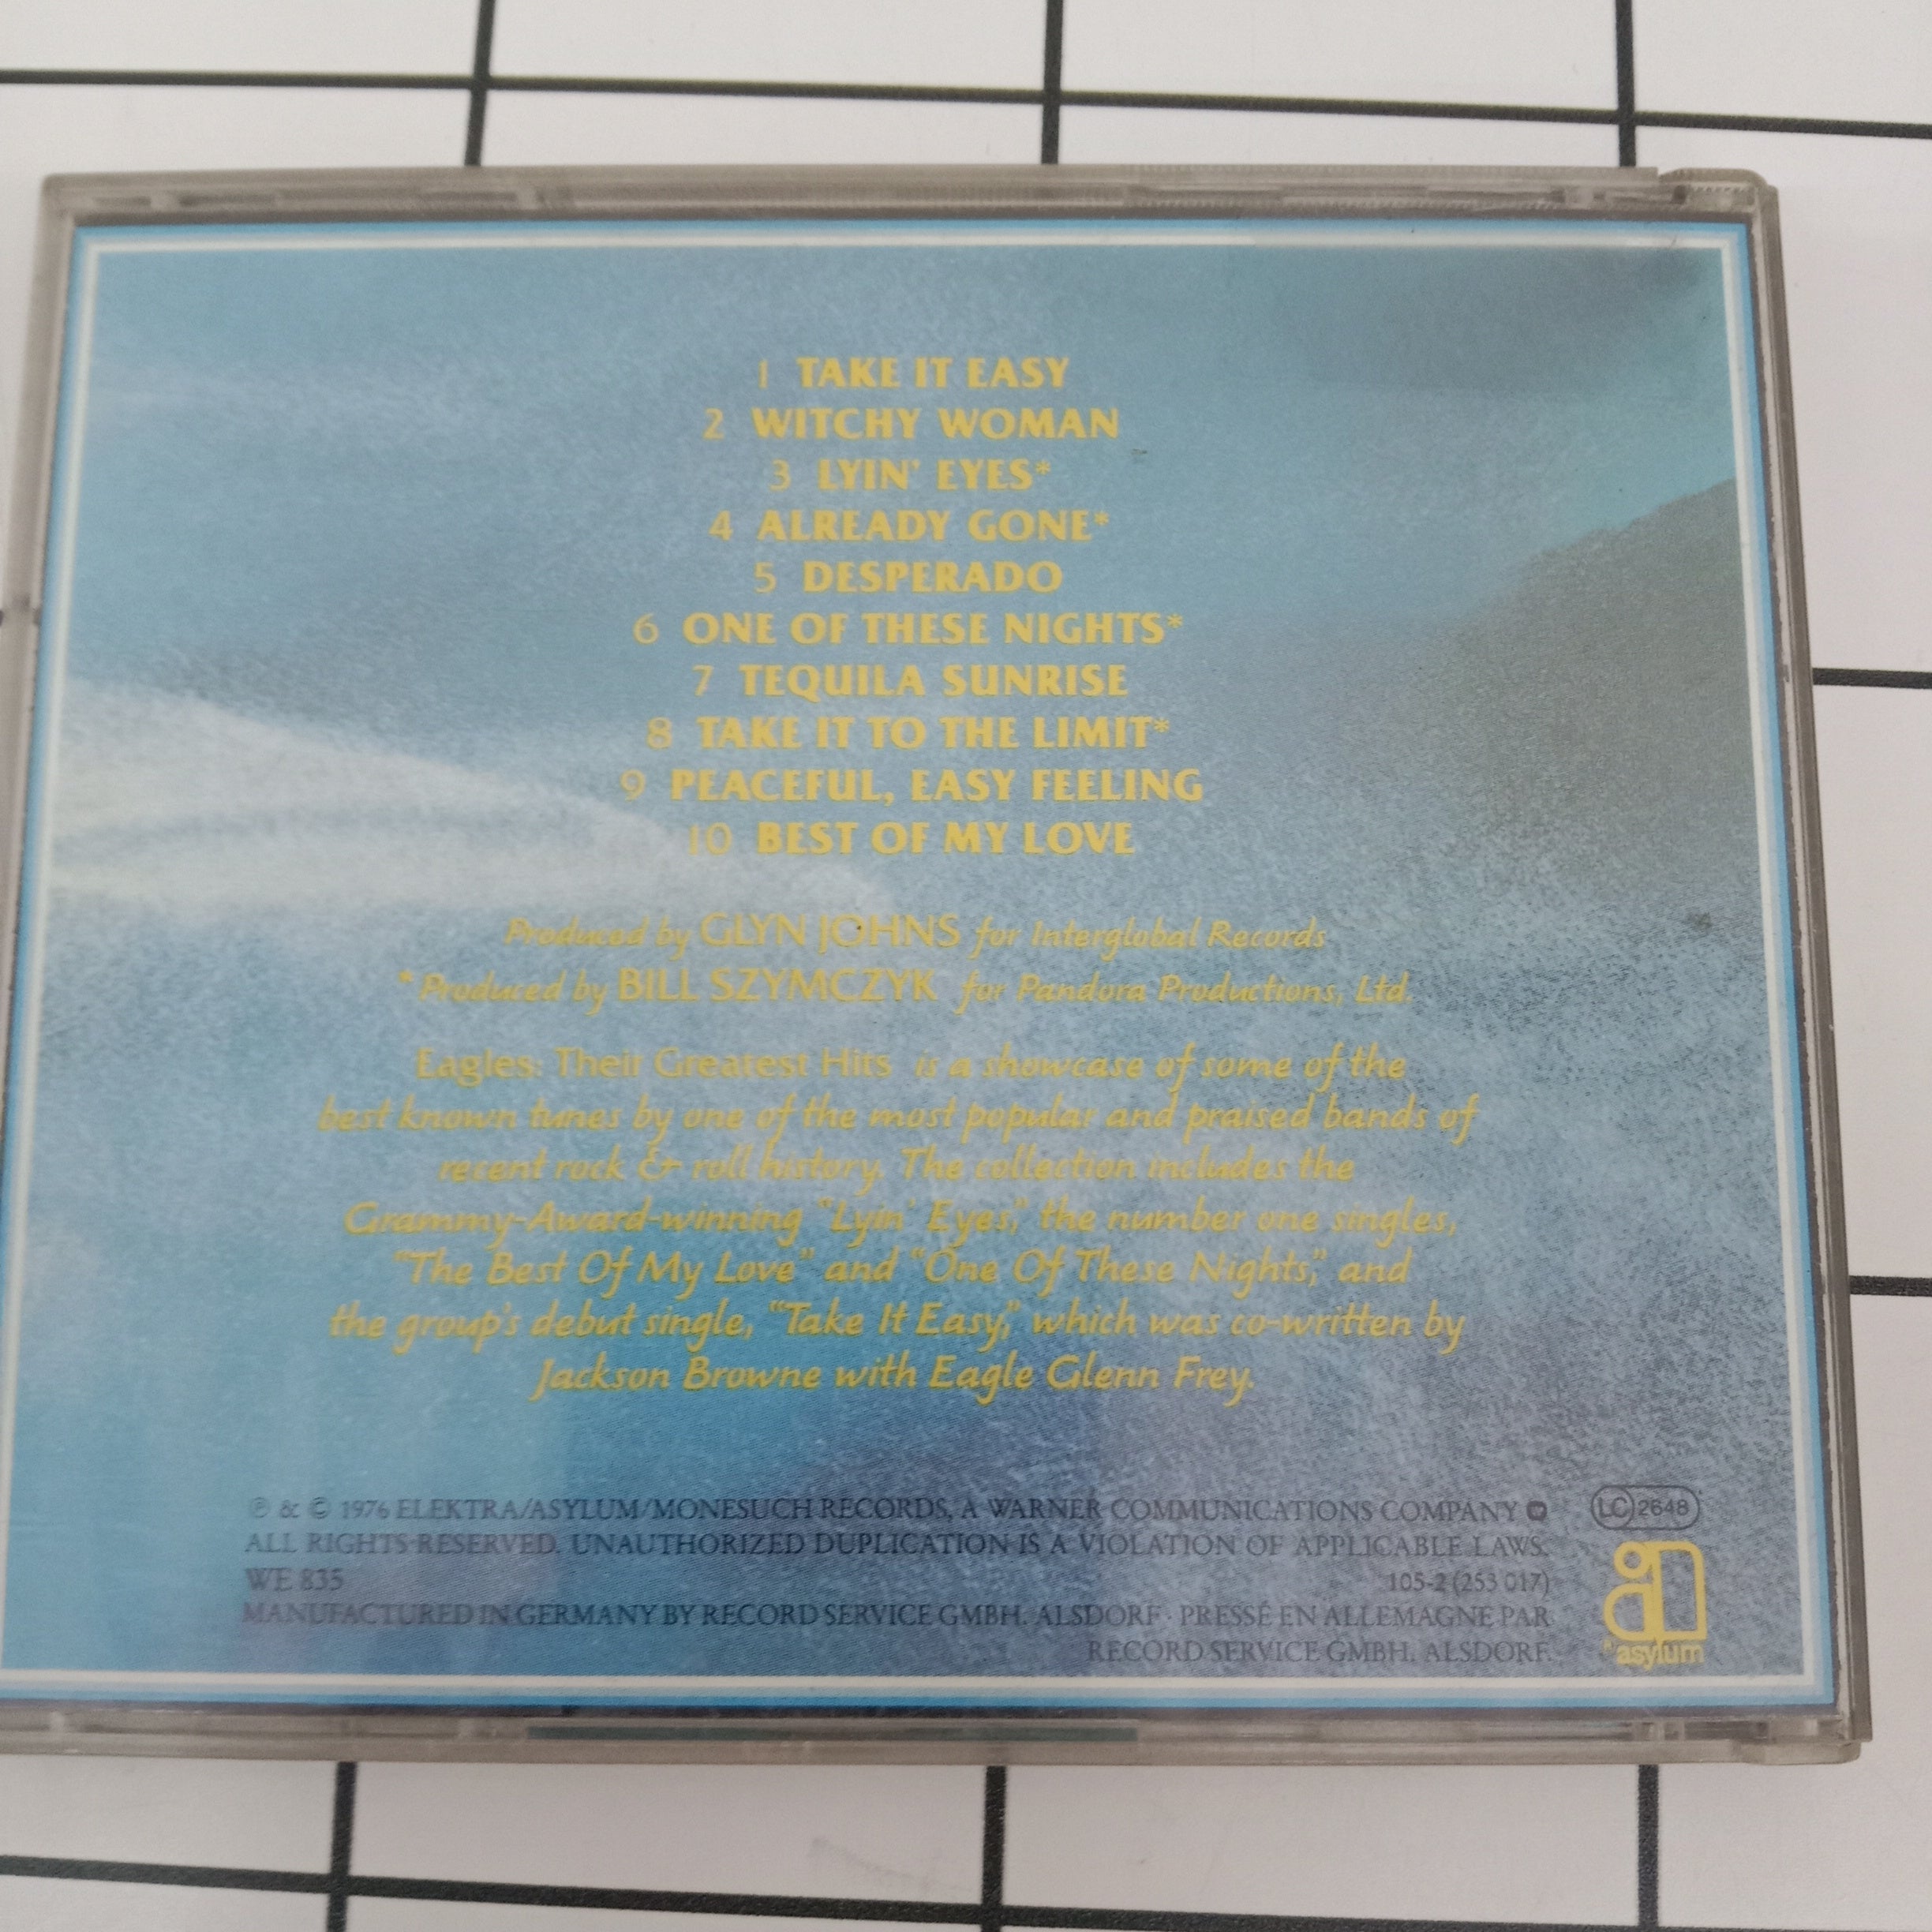 1 TAKE IT EASY
2 WITCHY WOMAN
3 LYIN' EYES*
4 ALREADY GONE*
5 DESPERADO
6 ONE OF THESE NIGHTS*
7 TEQUILA SUNRISE
8 TAKE IT TO THE LIMIT*
9 PEACEFUL, EASY FEELING
10 BEST OF MY LOVE
Produced by GLYN JOHNS for Interglobal Records
*Produced by BILL SZYMCZYK for Pandora Productions, Ltd.
Eagles: Their Greatest Hits is a showcase of some of the
best known tunes by one of the most popular and praised bands of
recent rock & roll history. The collection includes the
Grammy-Award-winning "Lyin' Eyes," the number one singles,
"The Best Of My Love" and "One Of These Nights," and
the group's debut single, "Take It Easy," which was co-written by
Jackson Browne with Eagle Glenn Frey.
℗ & © 1976 ELEKTRA/ASYLUM/MONESUCH RECORDS, A WARNER COMMUNICATIONS COMPANY
LC 2648
ALL RIGHTS RESERVED. UNAUTHORIZED DUPLICATION IS A VIOLATION OF APPLICABLE LAWS.
WE 835 105-2 (253 017)
MANUFACTURED IN GERMANY BY RECORD SERVICE GMBH, ALSDORF · PRESSÉ EN ALLEMAGNE PAR
RECORD SERVICE GMBH, ALSDORF.
asylum